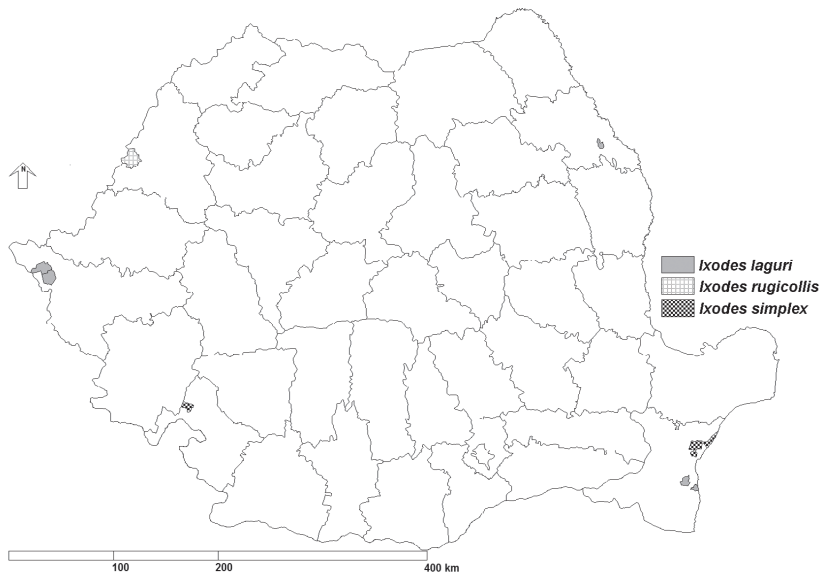 N
Ixodes laguri
Ixodes rugicollis
Ixodes simplex
100 200 400 km